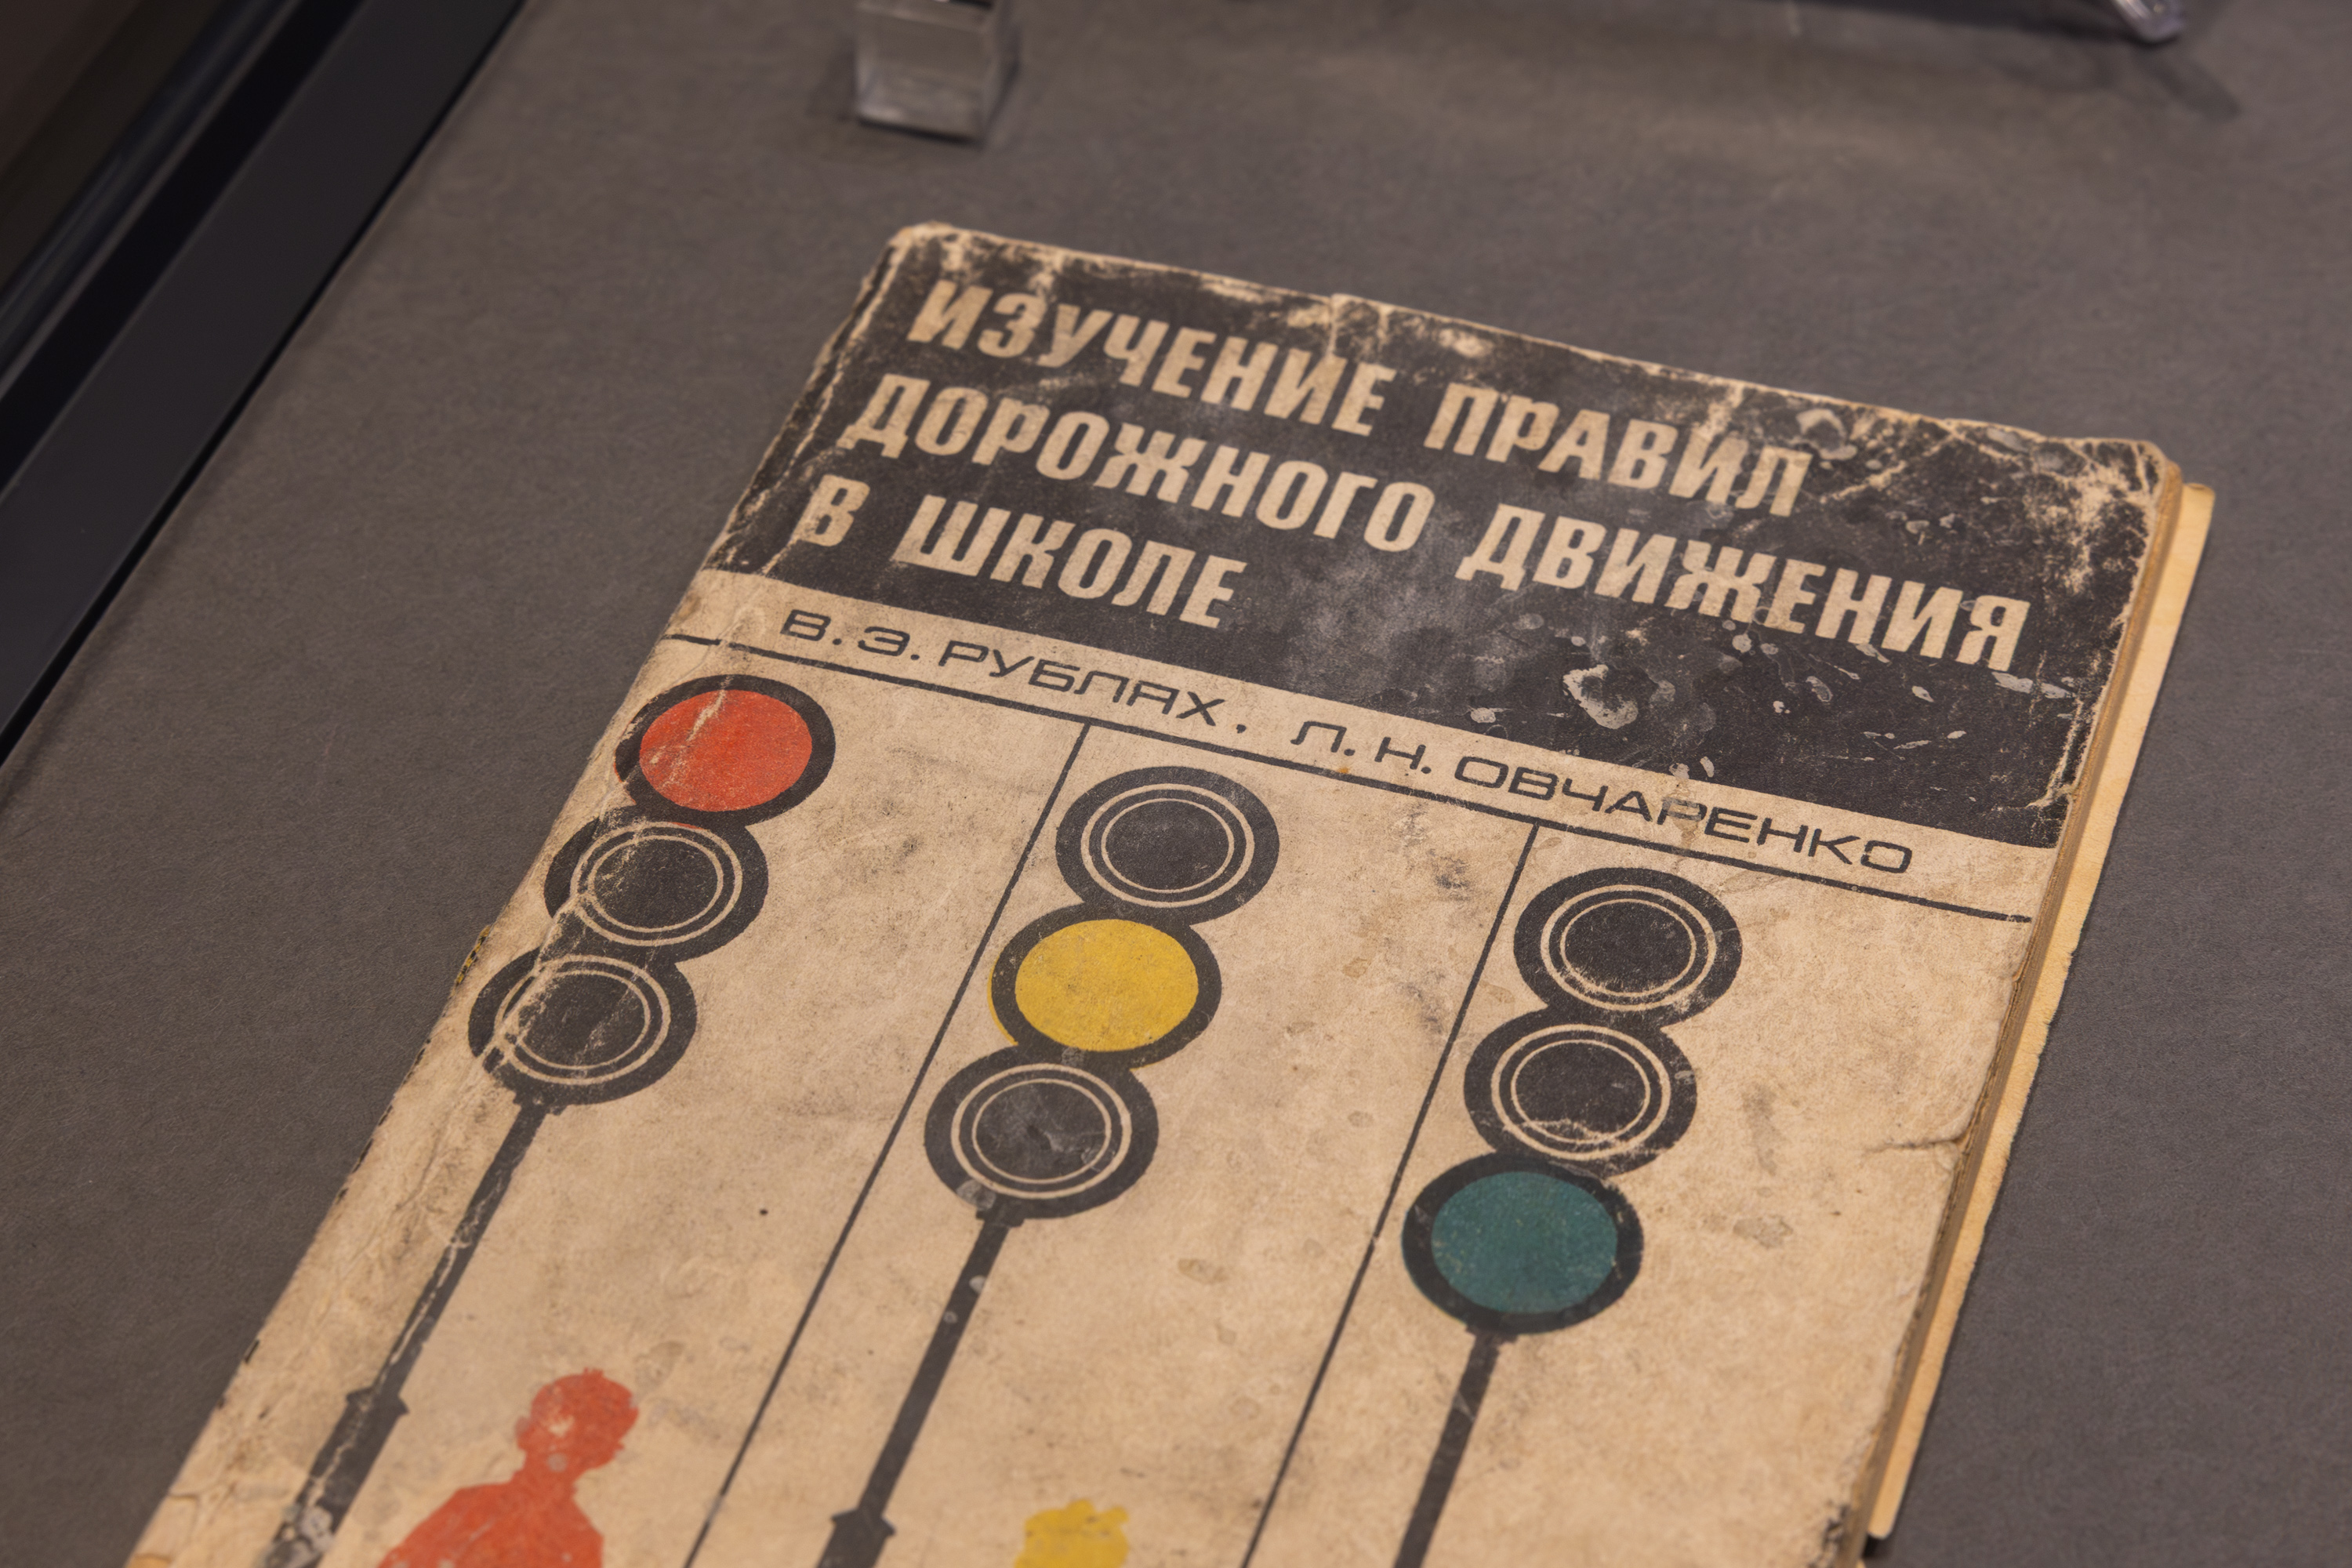 ИЗУЧЕНИЕ ПРАВИЛ
ДОРОЖНОГО ДВИЖЕНИЯ
В ШКОЛЕ
В. Э. РУБЛЯХ, Л. Н. ОВЧАРЕНКО